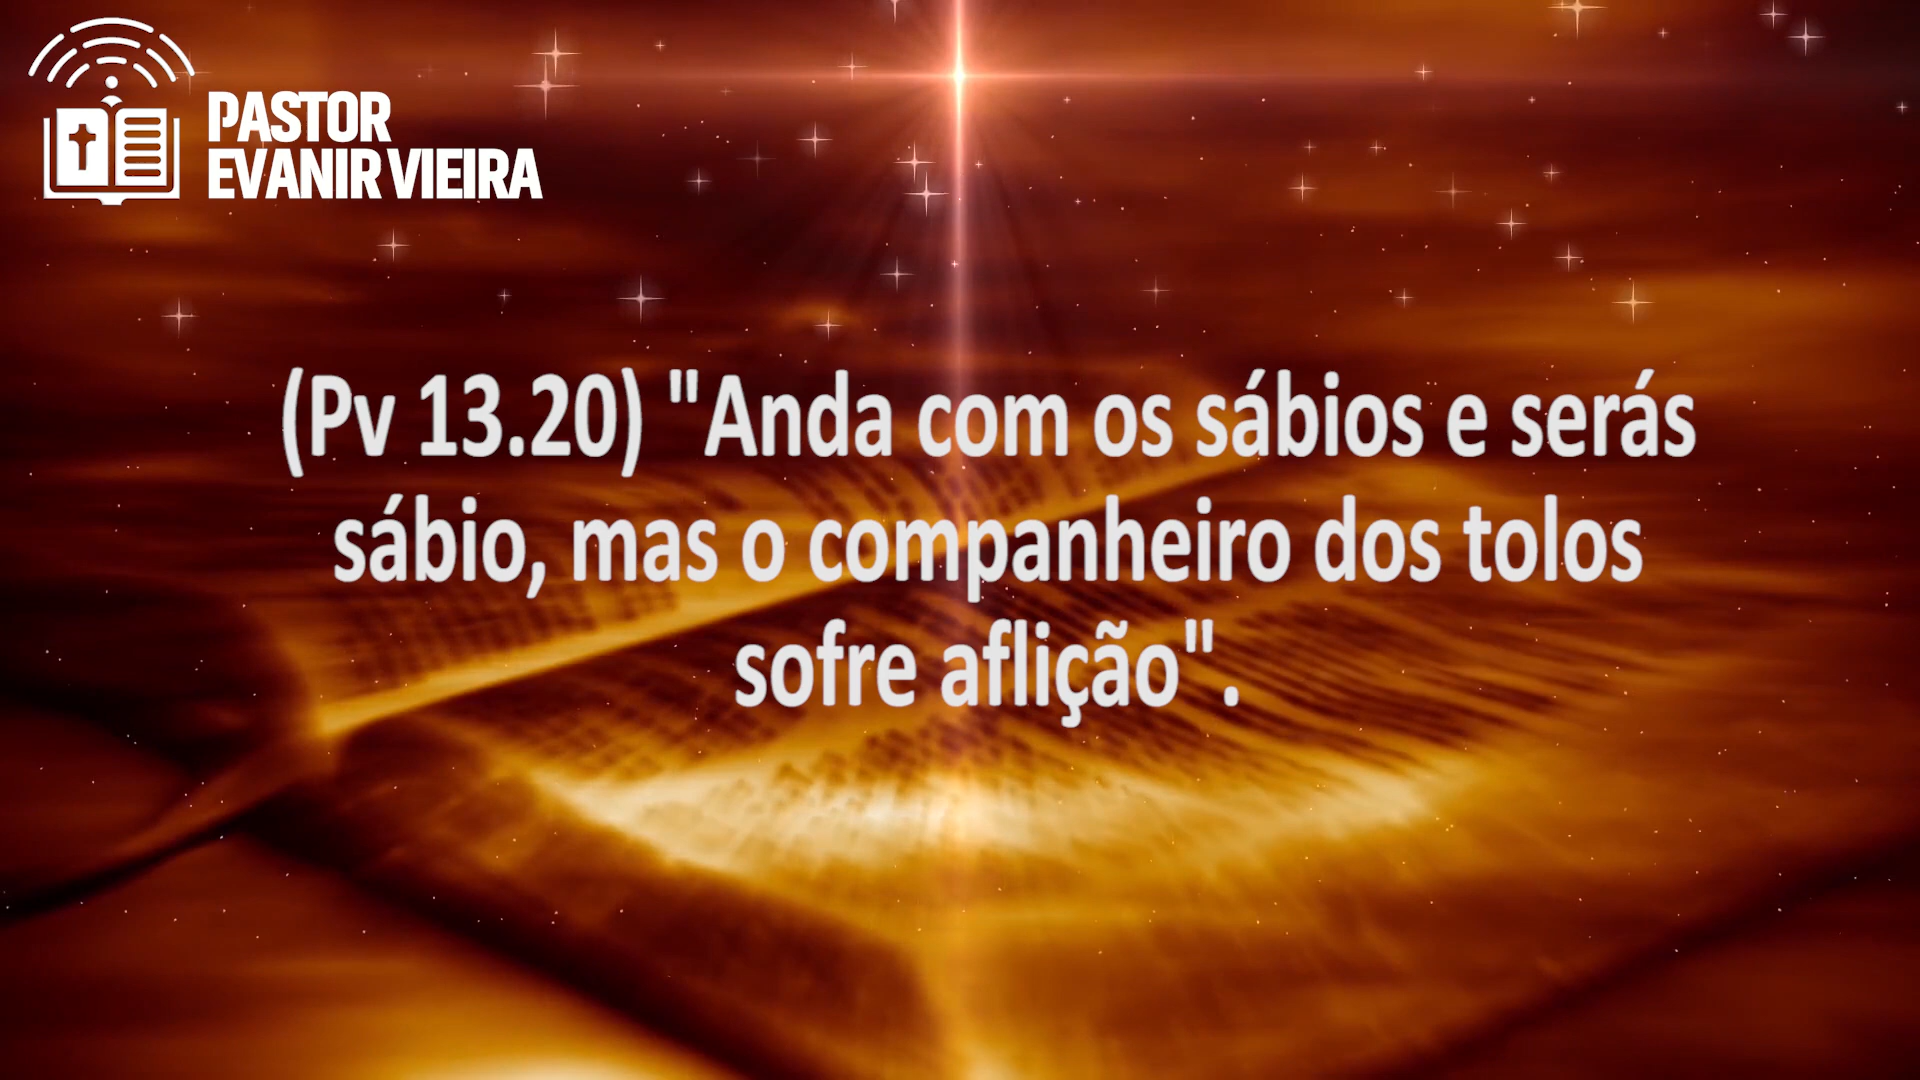 PASTOR
EVANIR VIEIRA
(Pv 13.20) "Anda com os sábios e serás
sábio, mas o companheiro dos tolos
sofre aflição".